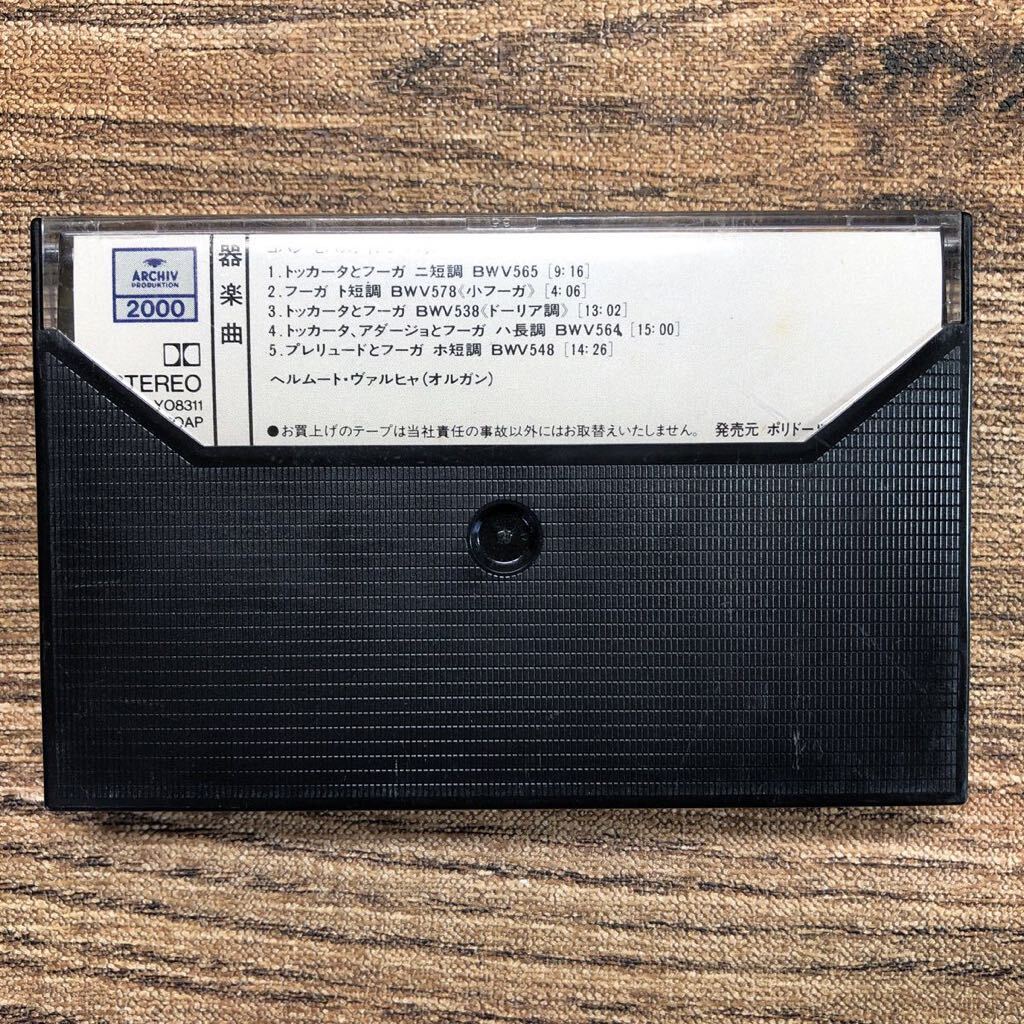 ARCHIV
PRODUKTION
2000
STEREO
YO8311
器楽曲
1.トッカータとフーガ ニ短調 BWV565 [9:16]
2.フーガ ト短調 BWV578《小フーガ》[4:06]
3.トッカータとフーガ BWV538《ドーリア調》[13:02]
4.トッカータ、アダージョとフーガ ハ長調 BWV564 [15:00]
5.プレリュードとフーガ ホ短調 BWV548 [14:26]
ヘルムート・ヴァルヒャ(オルガン)
●お買上げのテープは当社責任の事故以外にはお取替えいたしません。 発売元 ポリドー